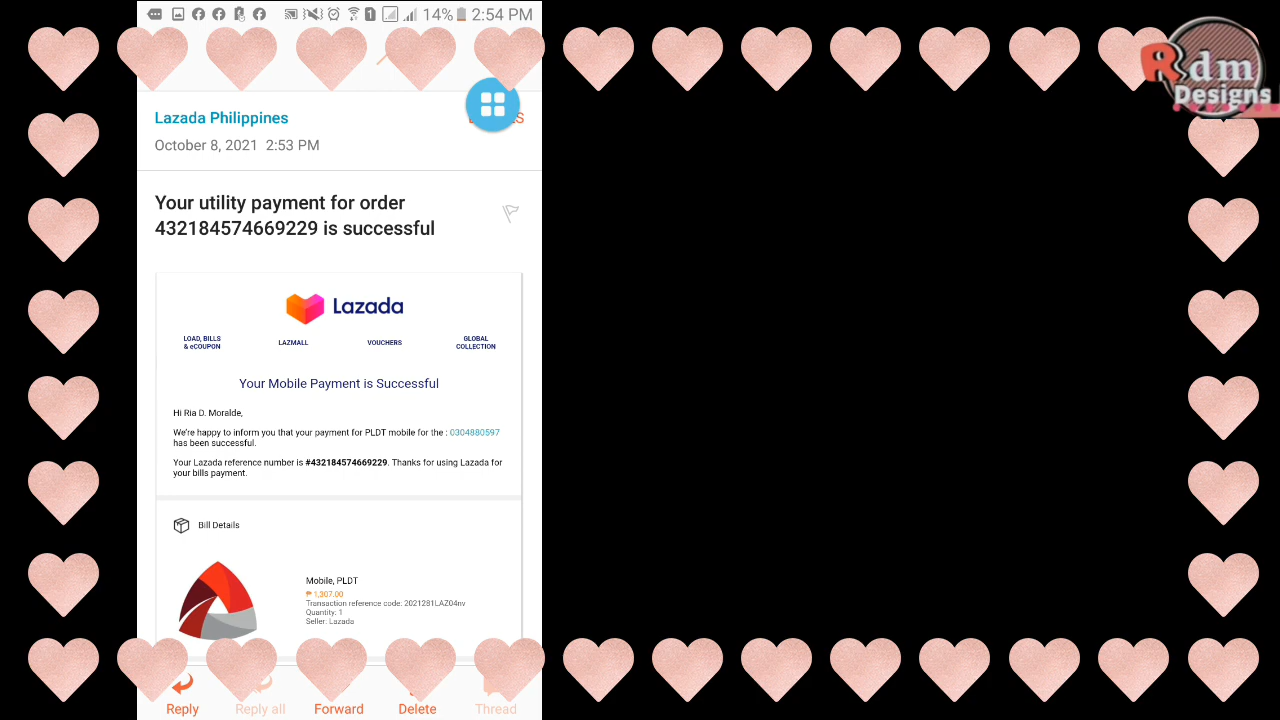 1
14%
2:54 PM
Rdm
Designs
Lazada Philippines
October 8, 2021 2:53 PM
Your utility payment for order
432184574669229 is successful
Lazada
LOAD, BILLS
& eCOUPON
LAZMALL
VOUCHERS
GLOBAL
COLLECTION
Your Mobile Payment is Successful
Hi Ria D. Moralde,
We're happy to inform you that your payment for PLDT mobile for the : 0304880597
has been successful.
Your Lazada reference number is #432184574669229. Thanks for using Lazada for
your bills payment.
Bill Details
Mobile, PLDT
₱ 1,307.00
Transaction reference code: 2021281LAZ04nv
Quantity: 1
Seller: Lazada
Reply
Reply all
Forward
Delete
Thread